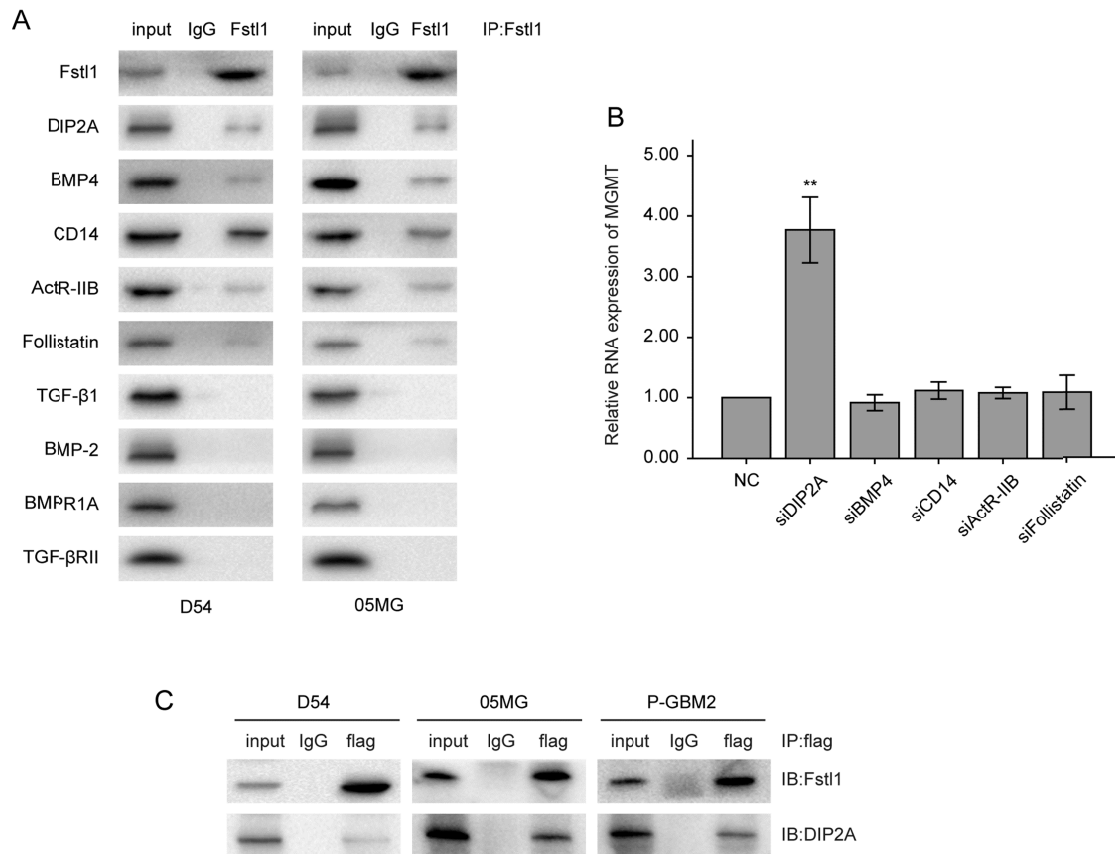 A
input IgG Fstl1 input IgG Fstl1 IP:Fstl1
Fstl1
DIP2A
BMP4
CD14
ActR-IIB
Follistatin
TGF-β1
BMP-2
BMPR1A
TGF-βRII
D54 05MG
B
Relative RNA expression of MGMT
5.00
4.00
3.00
2.00
1.00
0.00
**
NC siDIP2A siBMP4 siCD14 siActR-IIB siFollistatin
C
D54 05MG P-GBM2
input IgG flag input IgG flag input IgG flag IP:flag
IB:Fstl1
IB:DIP2A